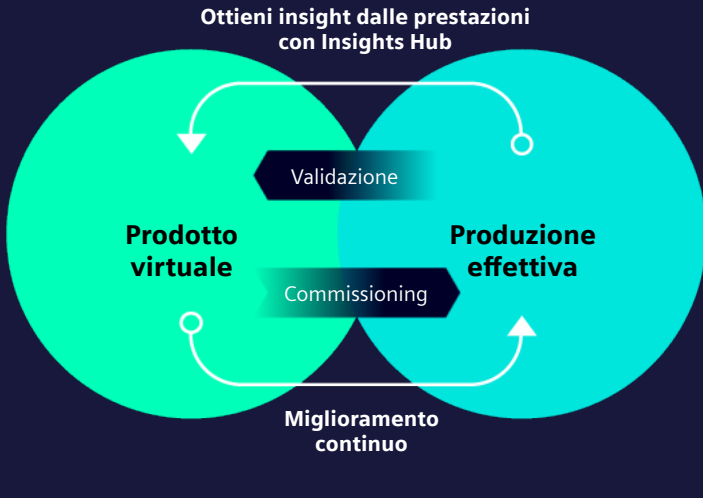 Ottieni insight dalle prestazioni
con Insights Hub
Validazione
Prodotto
virtuale
Produzione
effettiva
Commissioning
Miglioramento
continuo